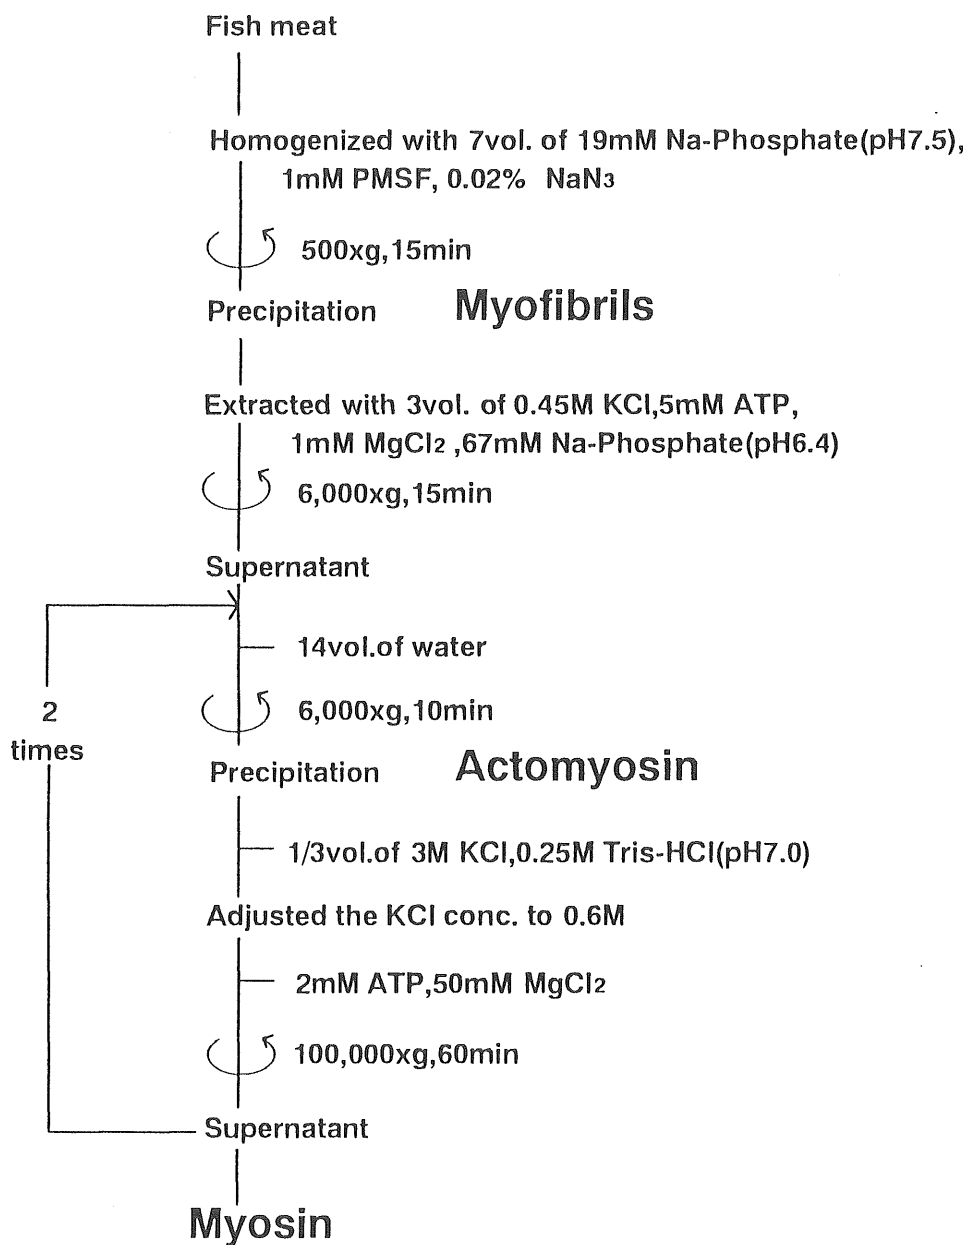 Fish meat
Homogenized with 7vol. of 19mM Na-Phosphate(pH7.5),
1mM PMSF, 0.02% NaN3
500xg,15min
Precipitation Myofibrils
Extracted with 3vol. of 0.45M KCl,5mM ATP,
1mM MgCl2 ,67mM Na-Phosphate(pH6.4)
6,000xg,15min
Supernatant
14vol.of water
6,000xg,10min
2
times
Precipitation Actomyosin
1/3vol.of 3M KCl,0.25M Tris-HCl(pH7.0)
Adjusted the KCl conc. to 0.6M
2mM ATP,50mM MgCl2
100,000xg,60min
Supernatant
Myosin